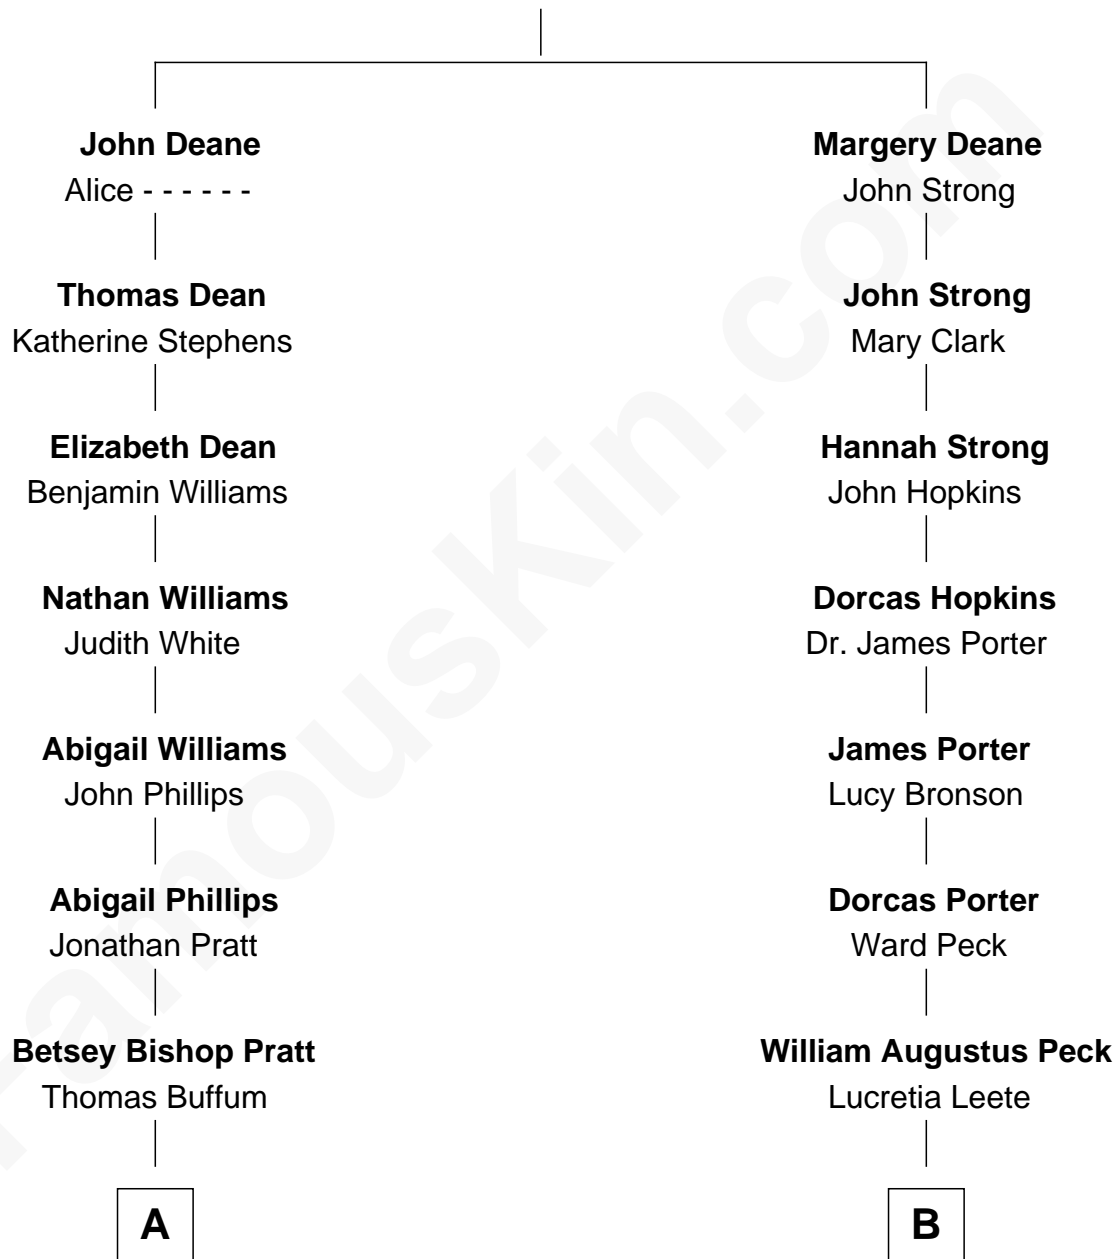 John Deane
Alice - - - - - -
Thomas Dean
Katherine Stephens
Elizabeth Dean
Benjamin Williams
Nathan Williams
Judith White
Abigail Williams
John Phillips
Abigail Phillips
Jonathan Pratt
Betsey Bishop Pratt
Thomas Buffum
A
Margery Deane
John Strong
John Strong
Mary Clark
Hannah Strong
John Hopkins
Dorcas Hopkins
Dr. James Porter
James Porter
Lucy Bronson
Dorcas Porter
Ward Peck
William Augustus Peck
Lucretia Leete
B
FamousKin.com